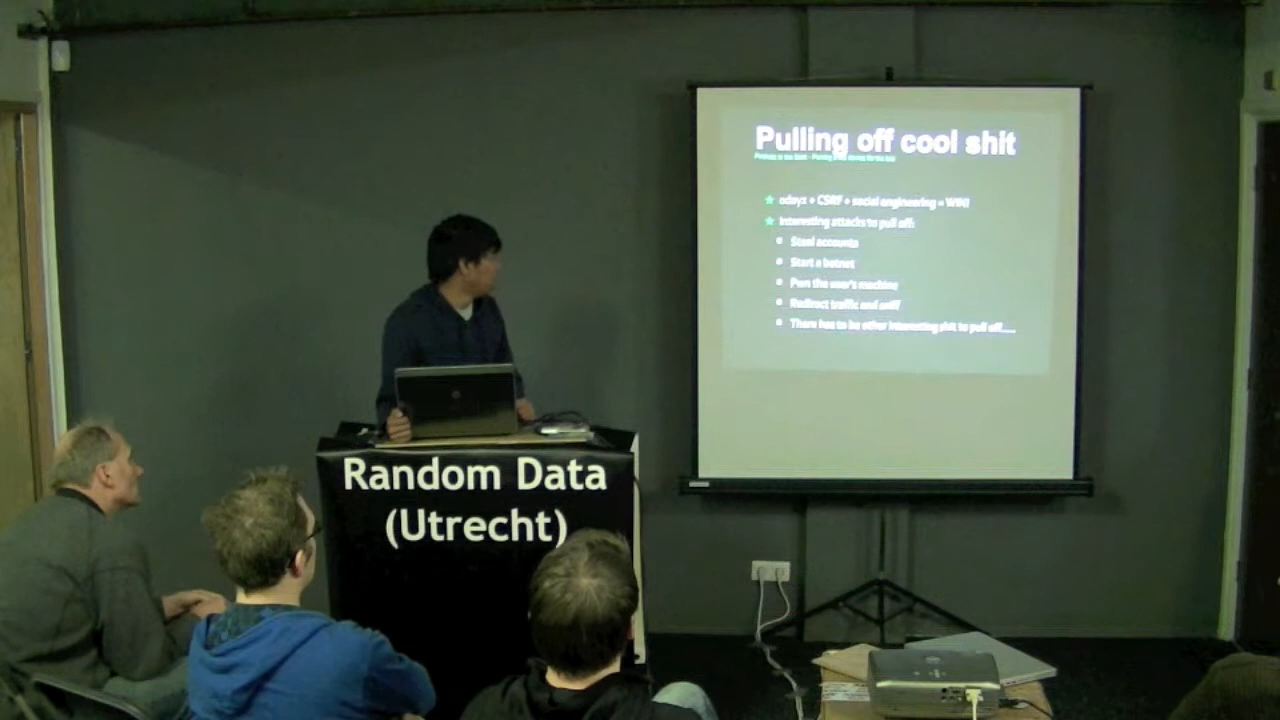 Pulling off cool shit
0dayz + CSRF + social engineering = WIN!
Interesting attacks to pull off:
Steal accounts
Start a botnet
Pwn the user's machine
Redirect traffic and sniff
There has to be other interesting shit to pull off.....
Random Data
(Utrecht)